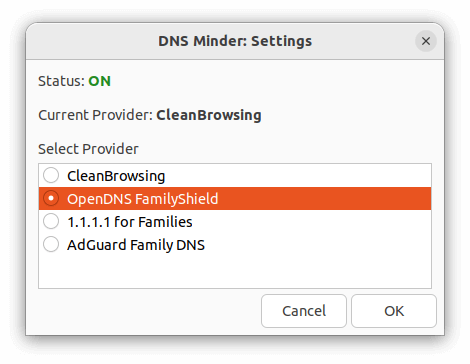 DNS Minder: Settings
Status: ON
Current Provider: CleanBrowsing
Select Provider
CleanBrowsing
OpenDNS FamilyShield
1.1.1.1 for Families
AdGuard Family DNS
Cancel OK